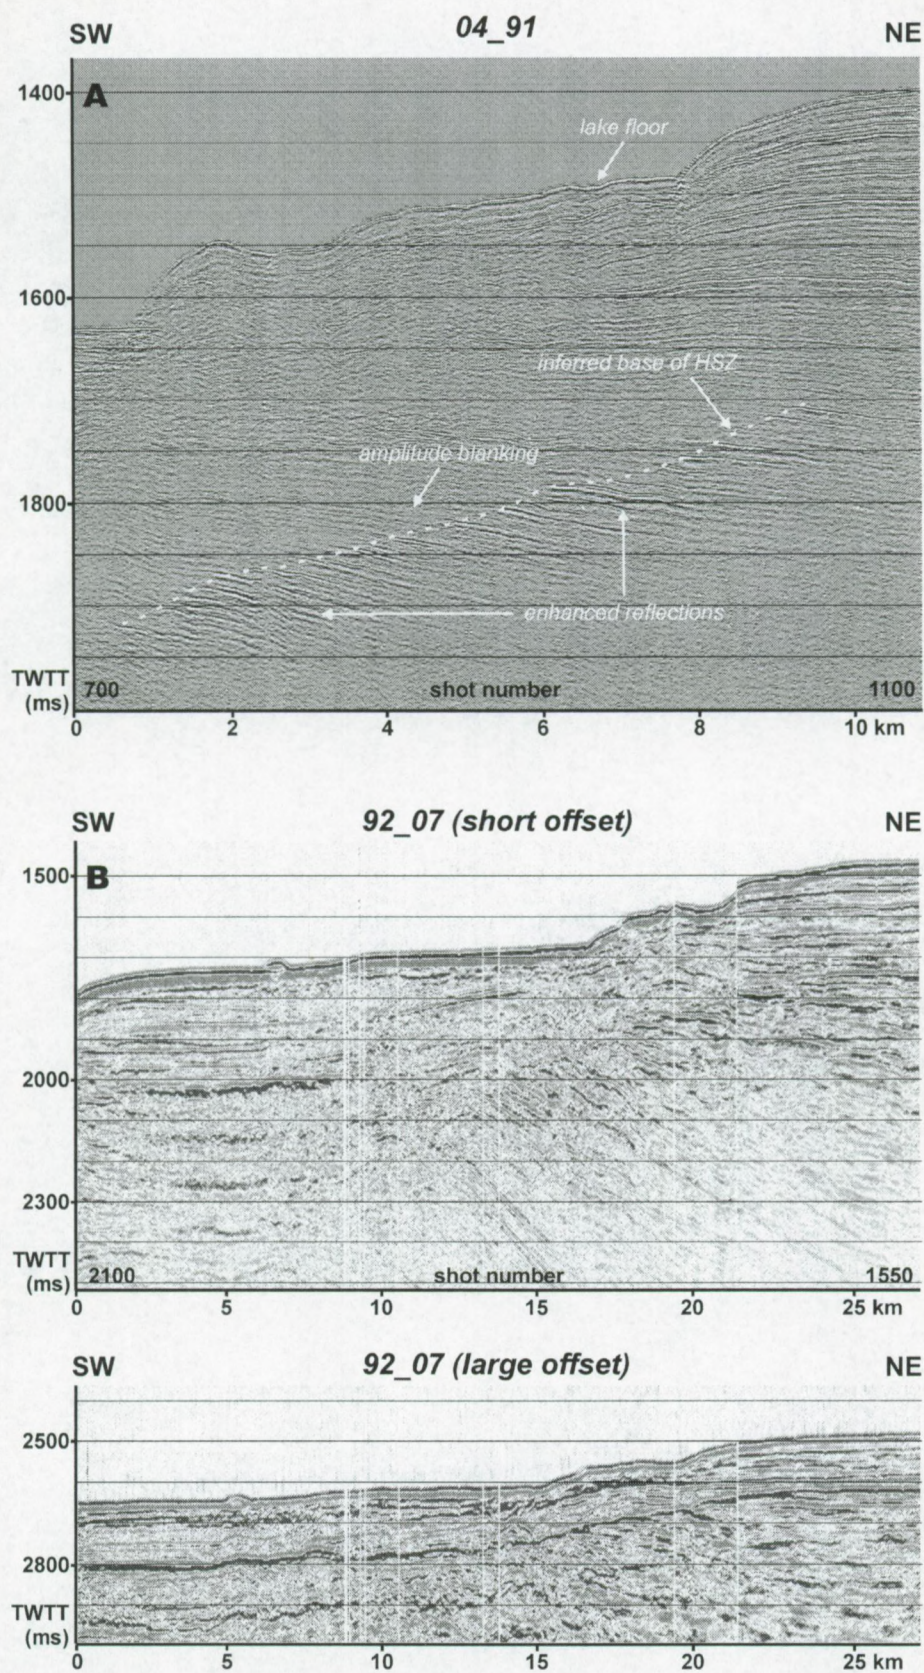 SW 04_91 NE
A
1400
lake floor
1600
inferred base of HSZ
amplitude blanking
1800
enhanced reflections
TWTT
(ms)
700 shot number 1100
0 2 4 6 8 10 km
SW 92_07 (short offset) NE
B
1500
2000
2300
TWTT
(ms)
2100 shot number 1550
0 5 10 15 20 25 km
SW 92_07 (large offset) NE
2500
2800
TWTT
(ms)
0 5 10 15 20 25 km